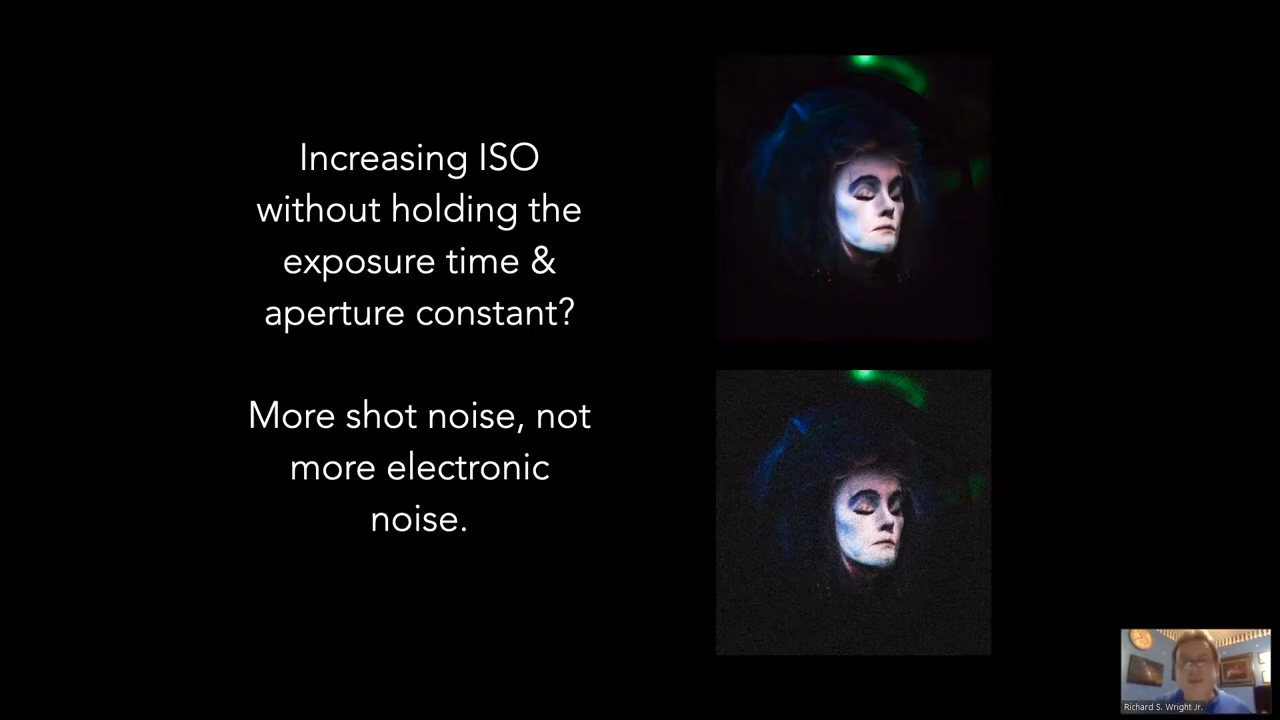 Increasing ISO
without holding the
exposure time &
aperture constant?
More shot noise, not
more electronic
noise.
Richard S. Wright Jr.